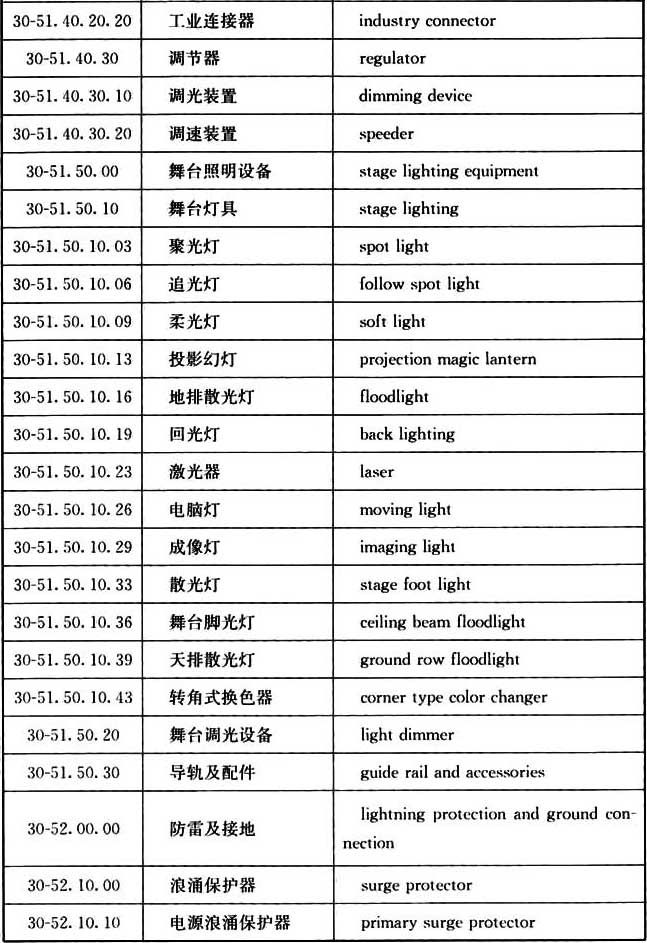 30-51.40.20.20 工业连接器 industry connector
30-51.40.30 调节器 regulator
30-51.40.30.10 调光装置 dimming device
30-51.40.30.20 调速装置 speeder
30-51.50.00 舞台照明设备 stage lighting equipment
30-51.50.10 舞台灯具 stage lighting
30-51.50.10.03 聚光灯 spot light
30-51.50.10.06 追光灯 follow spot light
30-51.50.10.09 柔光灯 soft light
30-51.50.10.13 投影幻灯 projection magic lantern
30-51.50.10.16 地排散光灯 floodlight
30-51.50.10.19 回光灯 back lighting
30-51.50.10.23 激光器 laser
30-51.50.10.26 电脑灯 moving light
30-51.50.10.29 成像灯 imaging light
30-51.50.10.33 散光灯 stage foot light
30-51.50.10.36 舞台脚光灯 ceiling beam floodlight
30-51.50.10.39 天排散光灯 ground row floodlight
30-51.50.10.43 转角式换色器 corner type color changer
30-51.50.20 舞台调光设备 light dimmer
30-51.50.30 导轨及配件 guide rail and accessories
30-52.00.00 防雷及接地 lightning protection and ground con-
nection
30-52.10.00 浪涌保护器 surge protector
30-52.10.10 电源浪涌保护器 primary surge protector